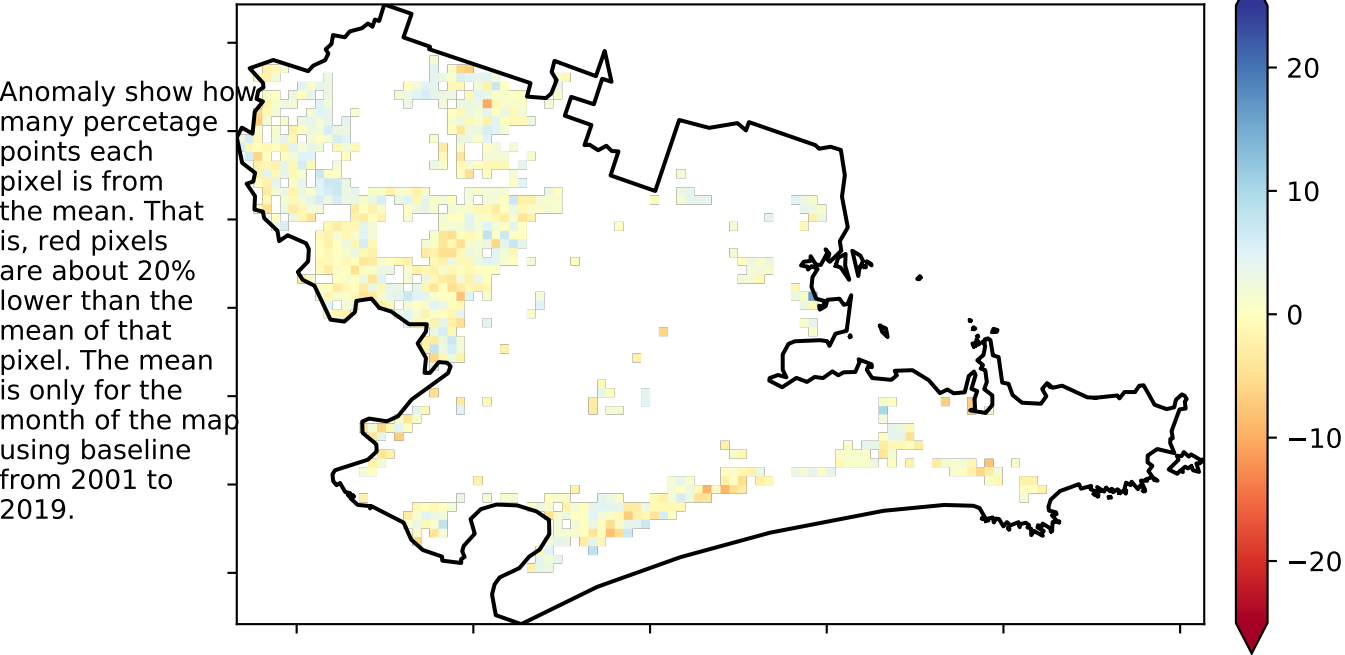 Anomaly show how
many percetage
points each
pixel is from
the mean. That
is, red pixels
are about 20%
lower than the
mean of that
pixel. The mean
is only for the
month of the map
using baseline
from 2001 to
2019.
20
10
0
−10
−20